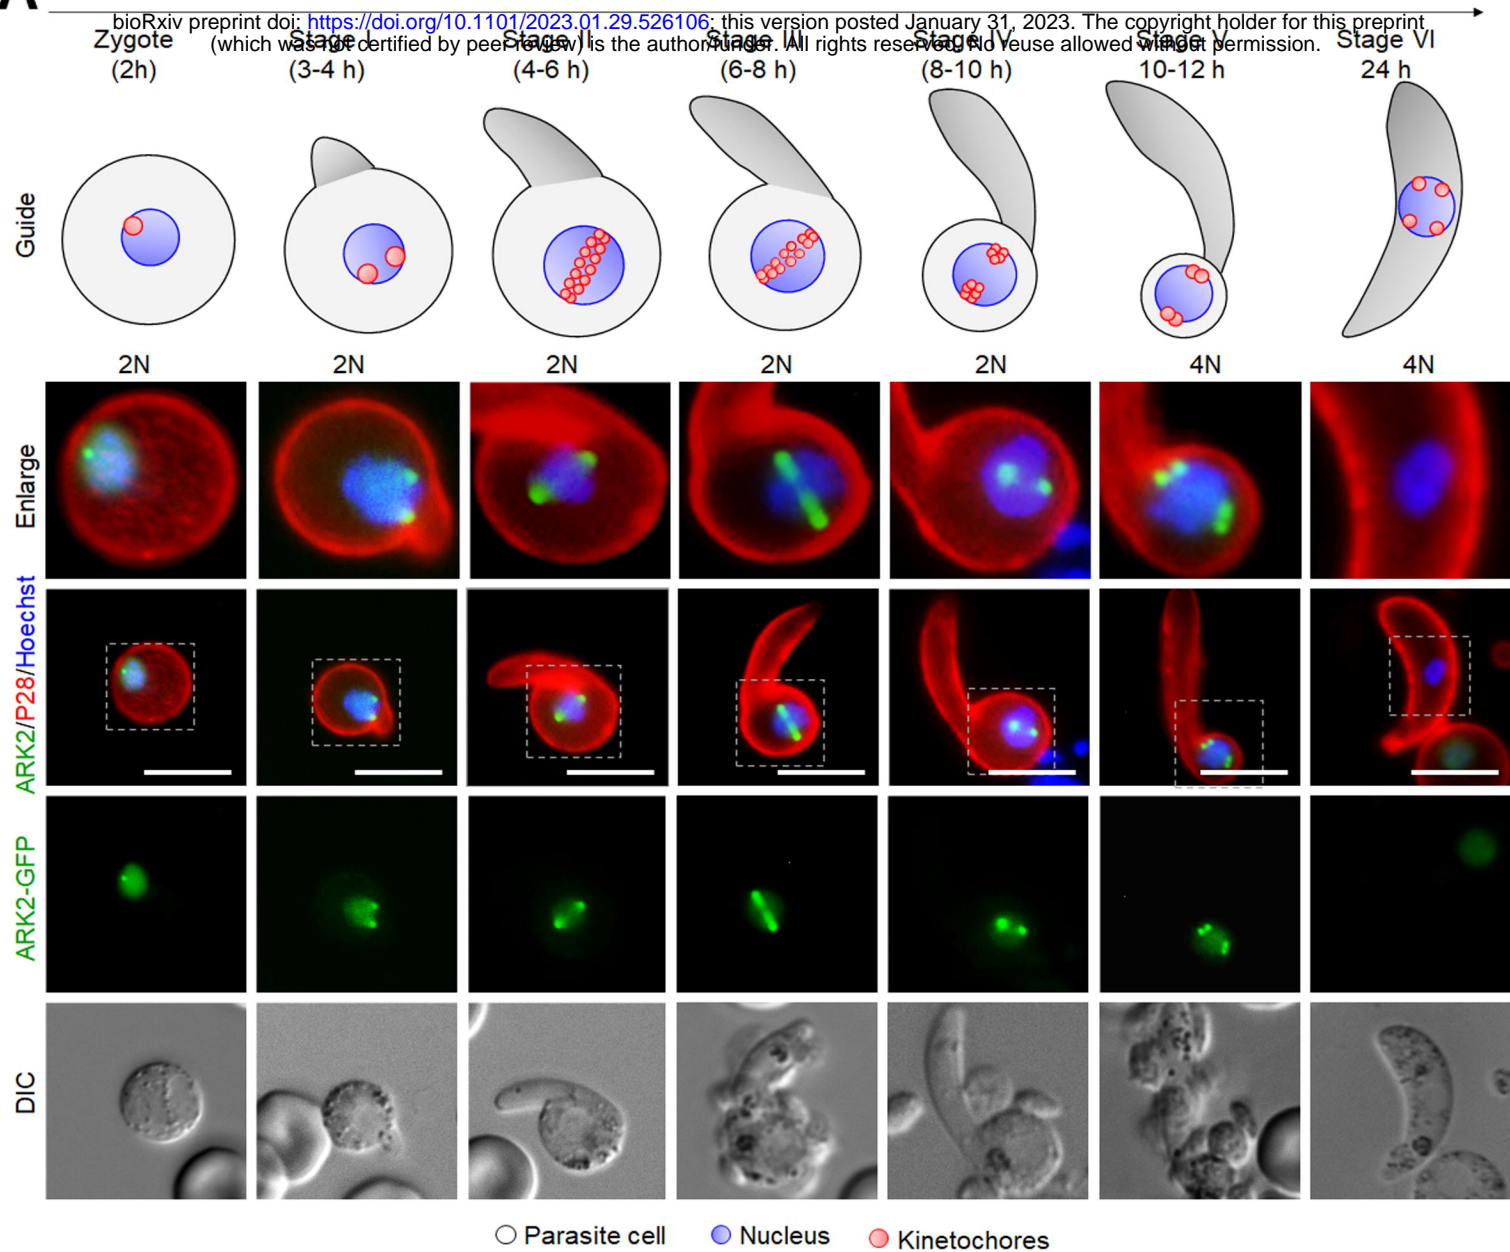 A
bioRxiv preprint doi: https://doi.org/10.1101/2023.01.29.526106; this version posted January 31, 2023. The copyright holder for this preprint
(which was not certified by peer review) is the author/funder. All rights reserved. No reuse allowed without permission.
Zygote Stage I Stage II Stage III Stage IV Stage V Stage VI
(2h) (3-4 h) (4-6 h) (6-8 h) (8-10 h) 10-12 h 24 h
Guide
2N 2N 2N 2N 2N 4N 4N
Enlarge
ARK2/P28/Hoechst
ARK2-GFP
DIC
Parasite cell Nucleus Kinetochores